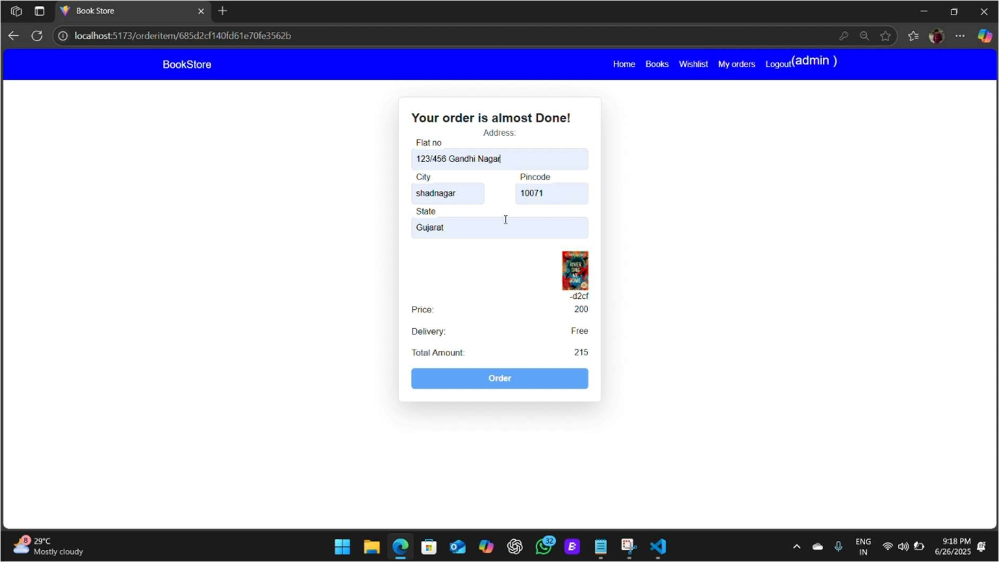 Book Store
localhost:5173/orderitem/685d2cf140fd61e70fe3562b
BookStore
Home Books Wishlist My orders Logout(admin )
Your order is almost Done!
Address:
Flat no
123/456 Gandhi Nagar
City Pincode
shadnagar 10071
State
Gujarat
RIVER
SING
ME
HOME
-d2cf
Price: 200
Delivery: Free
Total Amount: 215
Order
8 29°C
Mostly cloudy
32
B
ENG
IN
9:18 PM
6/26/2025